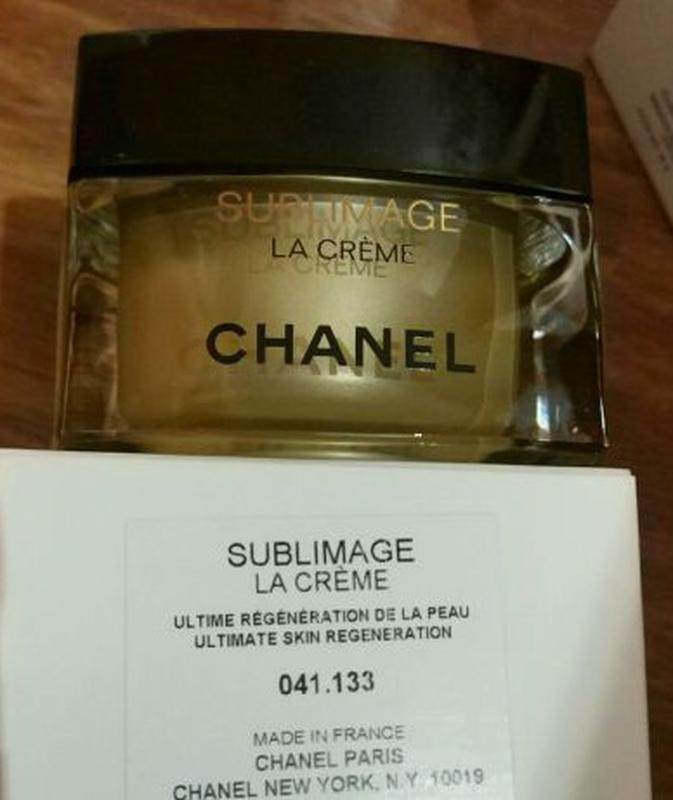 SUBLIMAGE
LA CRÈME
CHANEL
SUBLIMAGE
LA CRÈME
ULTIME RÉGÉNÉRATION DE LA PEAU
ULTIMATE SKIN REGENERATION
041.133
MADE IN FRANCE
CHANEL PARIS
CHANEL NEW YORK, N.Y. 10019